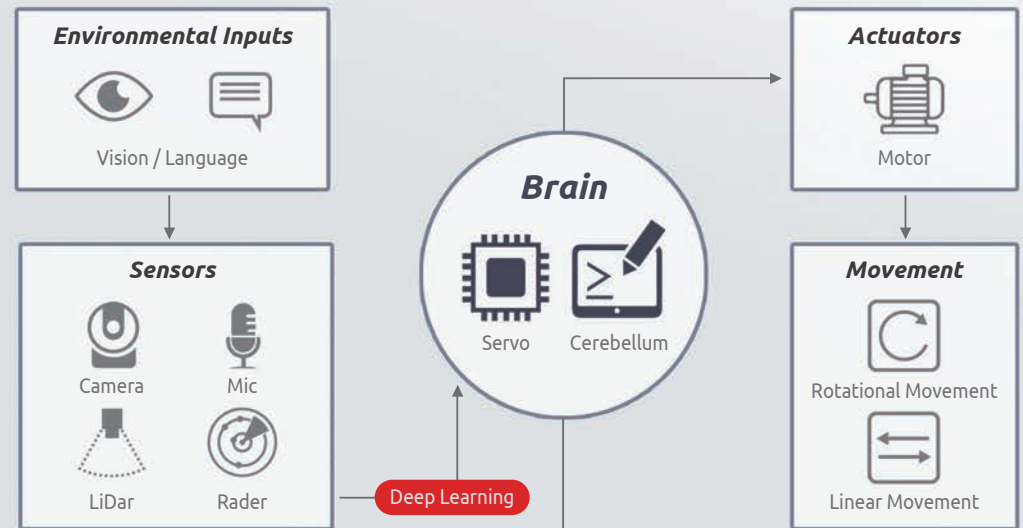 Environmental Inputs
Vision / Language
Sensors
Camera
Mic
LiDar
Rader
Deep Learning
Brain
Servo
Cerebellum
Actuators
Motor
Movement
Rotational Movement
Linear Movement